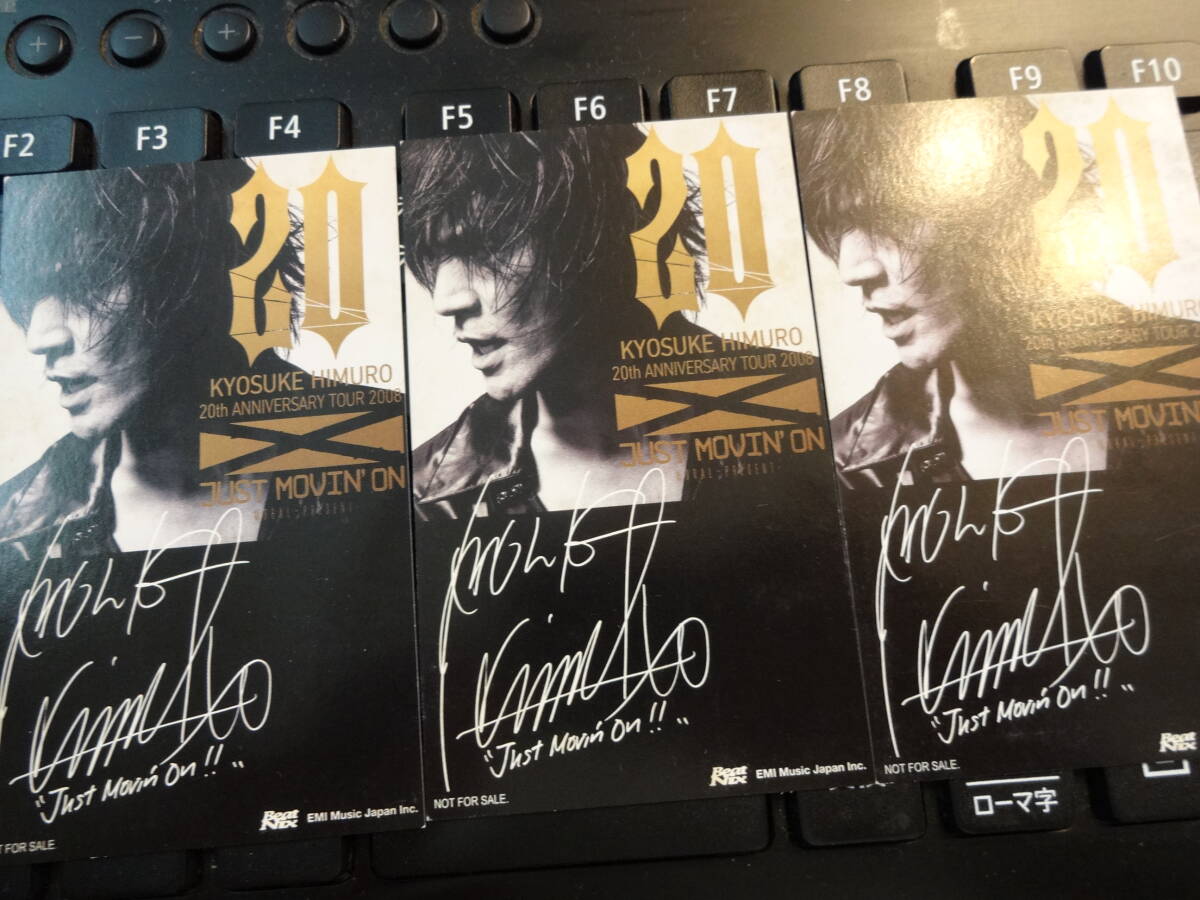 +
-
+
F2
F3
F4
F5
F6
F7
F8
F9
F10
20
KYOSUKE HIMURO
20th ANNIVERSARY TOUR 2008
JUST MOVIN' ON
"Just Movin' On!!"
T FOR SALE.
Beat Nix
EMI Music Japan Inc.
20
KYOSUKE HIMURO
20th ANNIVERSARY TOUR 2008
JUST MOVIN' ON
"Just Movin' On!!"
NOT FOR SALE.
Beat Nix
EMI Music Japan Inc.
20
KYOSUKE HIMURO
20th ANNIVERSARY TOUR
JUST MOVIN'
"Just Movin' On!!"
NOT FOR SALE.
Beat Nix
ローマ字